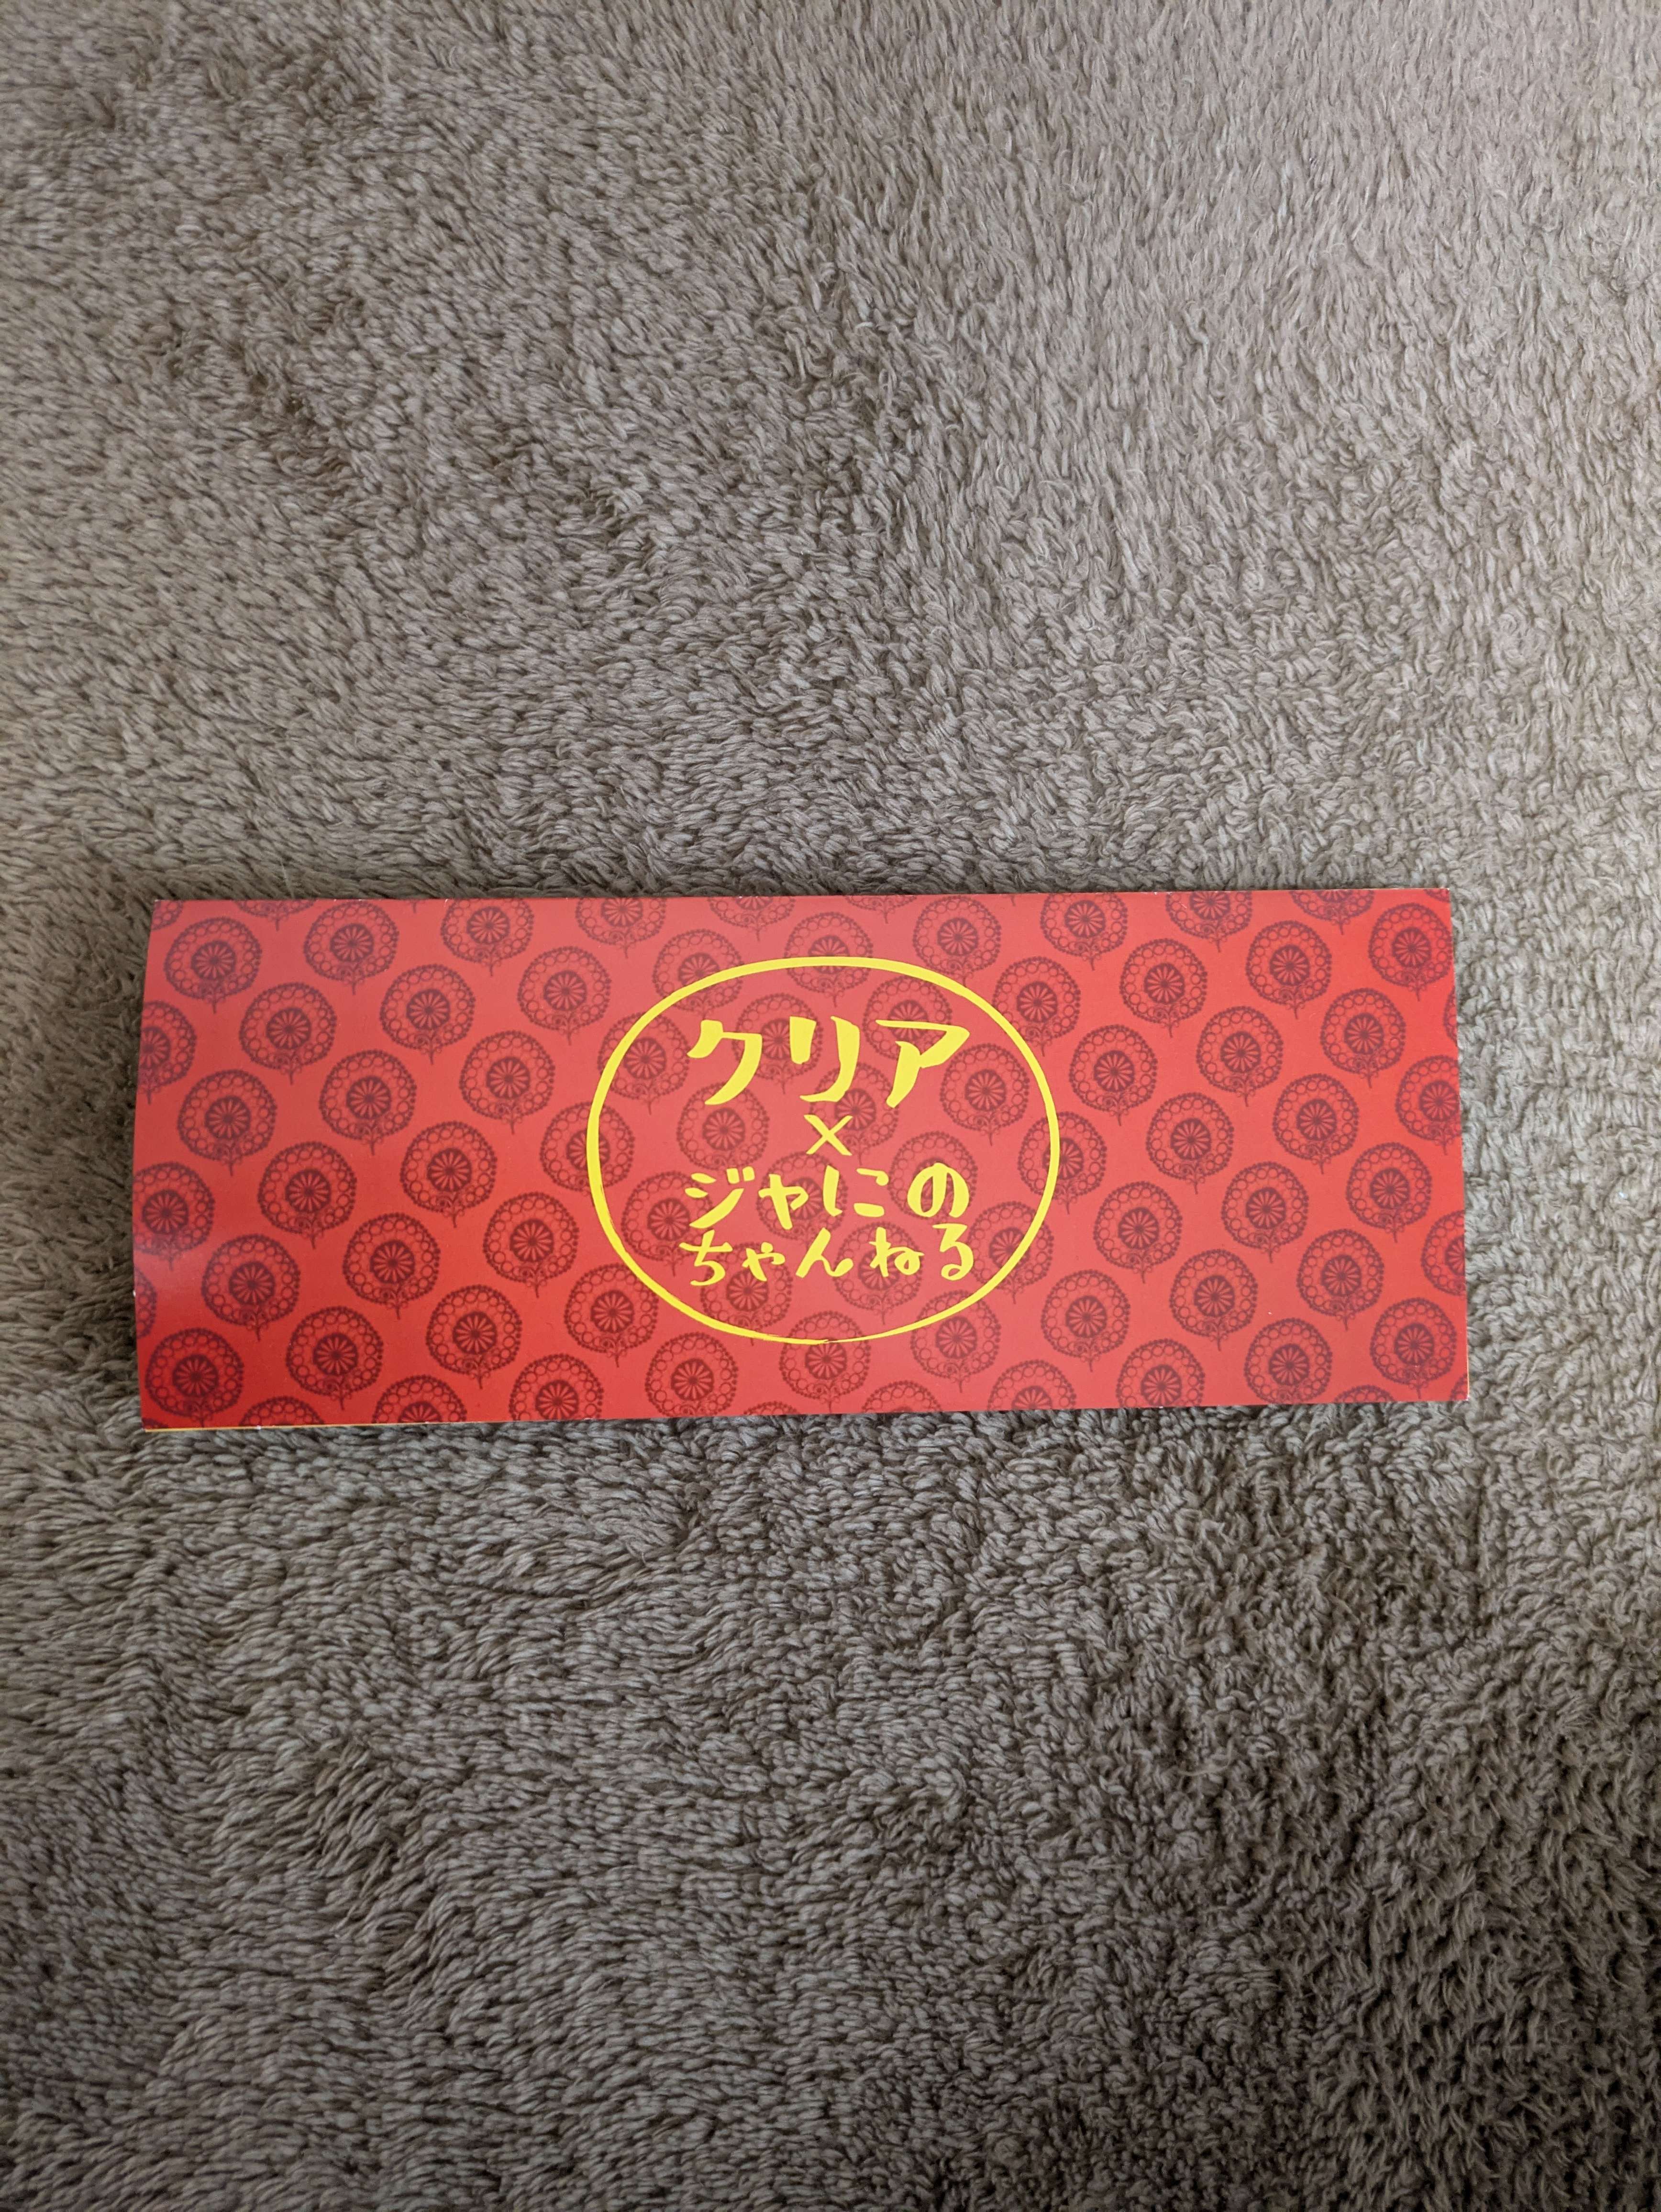 クリア
×
ジャにの
ちゃんねる